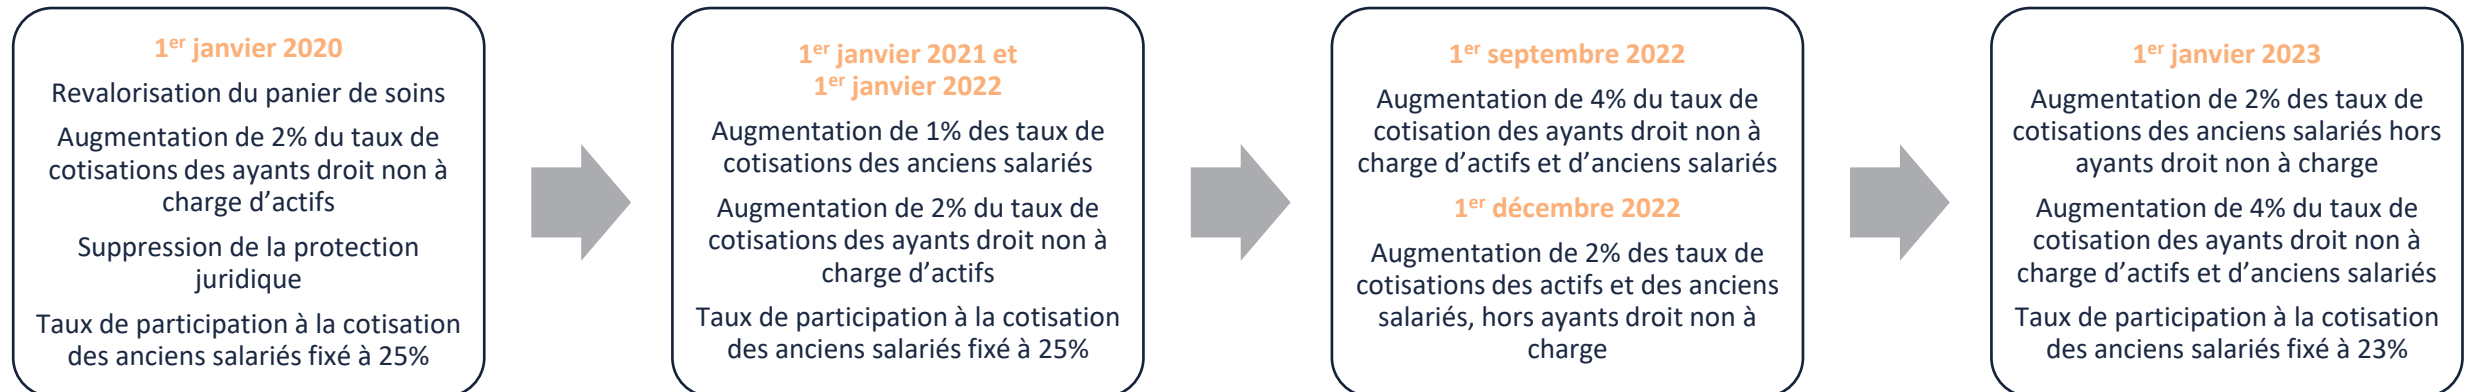 1er janvier 2020
Revalorisation du panier de soins
Augmentation de 2% du taux de
cotisations des ayants droit non à
charge d’actifs
Suppression de la protection
juridique
Taux de participation à la cotisation
des anciens salariés fixé à 25%
1er janvier 2021 et
1er janvier 2022
Augmentation de 1% des taux de
cotisations des anciens salariés
Augmentation de 2% du taux de
cotisations des ayants droit non à
charge d’actifs
Taux de participation à la cotisation
des anciens salariés fixé à 25%
1er septembre 2022
Augmentation de 4% du taux de
cotisation des ayants droit non à
charge d’actifs et d’anciens salariés
1er décembre 2022
Augmentation de 2% des taux de
cotisations des actifs et des anciens
salariés, hors ayants droit non à
charge
1er janvier 2023
Augmentation de 2% des taux de
cotisations des anciens salariés hors
ayants droit non à charge
Augmentation de 4% du taux de
cotisation des ayants droit non à
charge d’actifs et d’anciens salariés
Taux de participation à la cotisation
des anciens salariés fixé à 23%